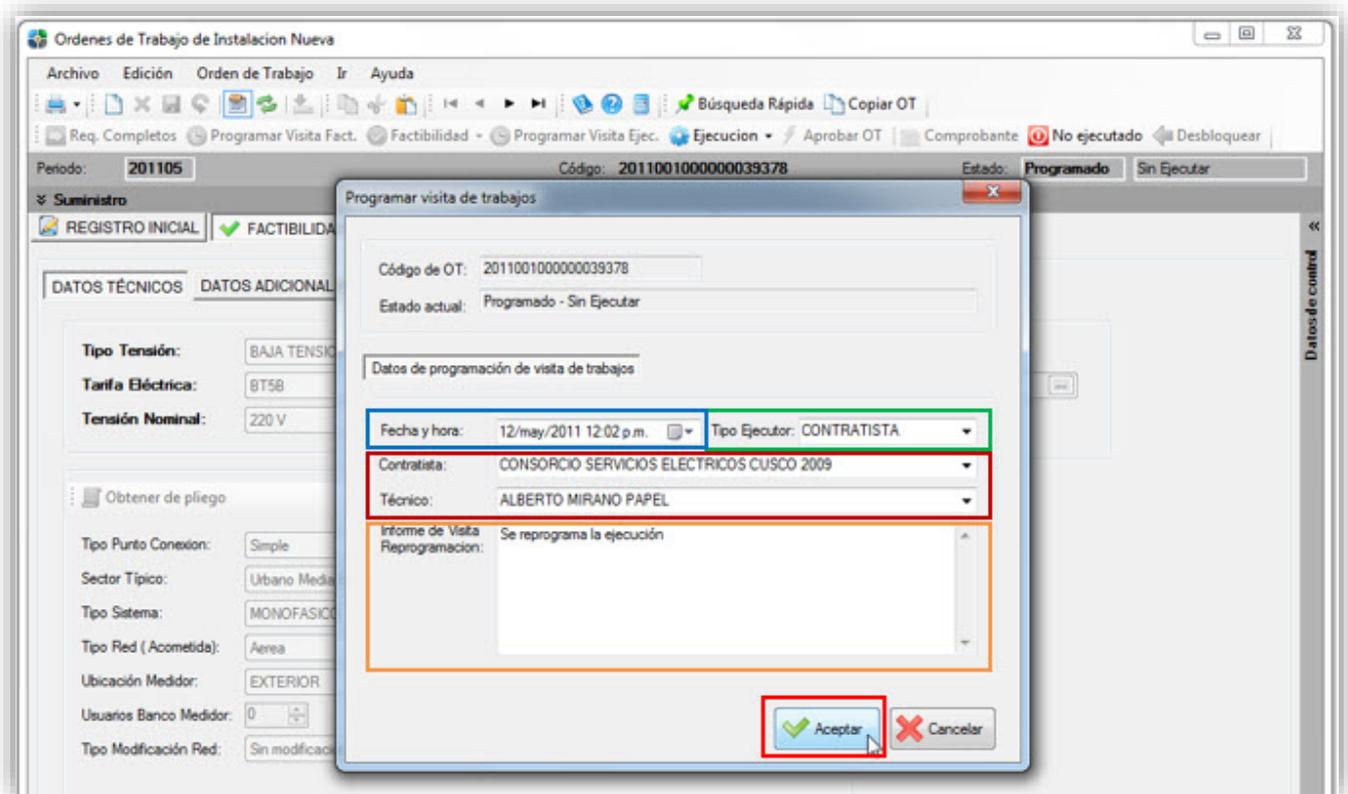 Ordenes de Trabajo de Instalacion Nueva
Archivo Edición Orden de Trabajo Ir Ayuda
Búsqueda Rápida Copiar OT
Req. Completos Programar Visita Fact. Factibilidad Programar Visita Ejec. Ejecucion Aprobar OT Comprobante No ejecutado Desbloquear
Periodo: 201105 Código: 2011001000000039378 Estado: Programado Sin Ejecutar
Suministro
REGISTRO INICIAL FACTIBILIDA
DATOS TÉCNICOS DATOS ADICIONAL
Tipo Tensión: BAJA TENSIO
Tarifa Eléctrica: BT5B
Tensión Nominal: 220 V
Obtener de pliego
Tipo Punto Conexion: Simple
Sector Típico: Urbano Media
Tipo Sistema: MONOFASICO
Tipo Red ( Acometida): Aerea
Ubicación Medidor: EXTERIOR
Usuarios Banco Medidor: 0
Tipo Modificación Red: Sin modificaci
Programar visita de trabajos
Código de OT: 2011001000000039378
Estado actual: Programado - Sin Ejecutar
Datos de programación de visita de trabajos
Fecha y hora: 12/may/2011 12:02 p.m. Tipo Ejecutor: CONTRATISTA
Contratista: CONSORCIO SERVICIOS ELECTRICOS CUSCO 2009
Técnico: ALBERTO MIRANO PAPEL
Informe de Visita Se reprograma la ejecución
Reprogramacion:
Aceptar Cancelar
Datos de control